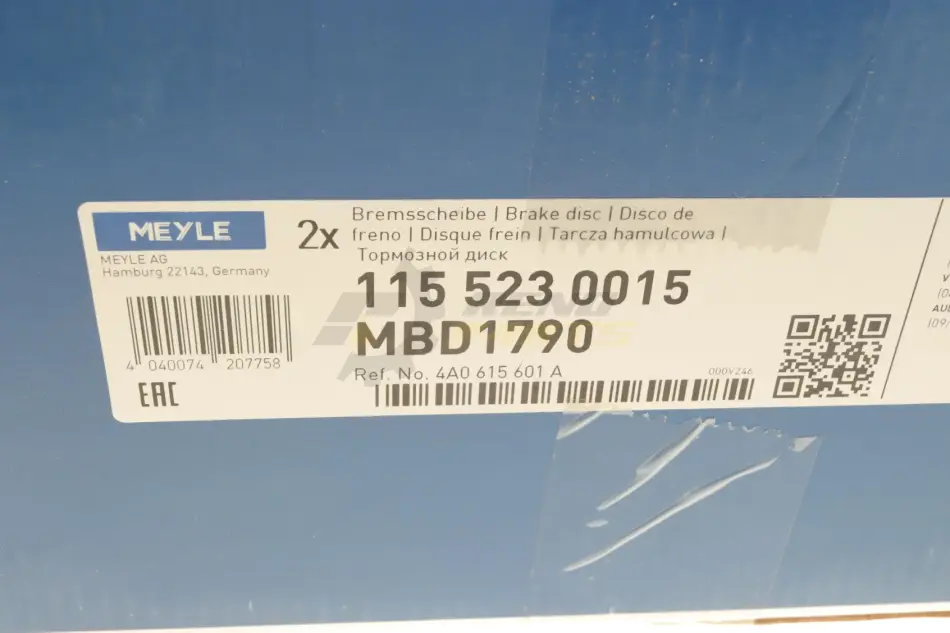 MEYLE
MEYLE AG
Hamburg 22143, Germany
4 040074 207758
EAC
2x
Bremsscheibe | Brake disc | Disco de
freno | Disque frein | Tarcza hamulcowa |
Тормозной диск
115 523 0015
MBD1790
Ref. No. 4A0 615 601 A
000V246